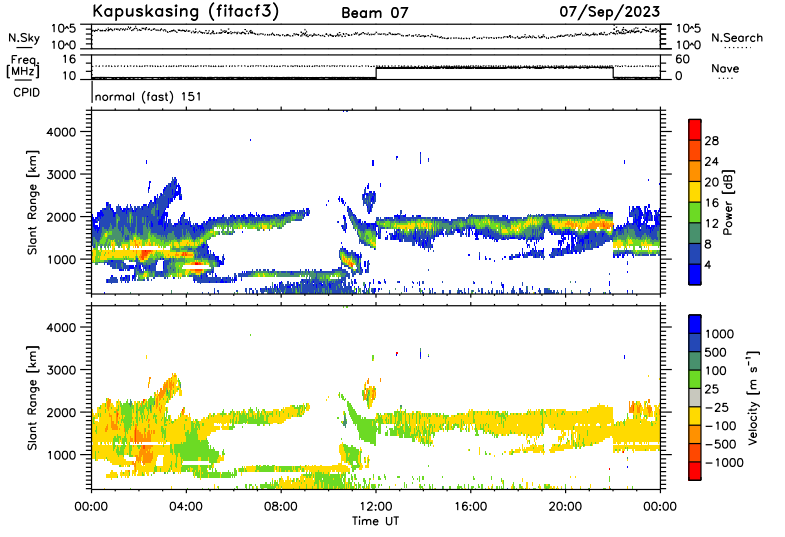 Kapuskasing (fitacf3) Beam 07 07/Sep/2023
N.Sky 10^5 10^0 10^5 10^0 N.Search
Freq. [MHz] 16 10 60 0 Nave
CPID normal (fast) 151
Slant Range [km] 4000 3000 2000 1000
Power [dB] 28 24 20 16 12 8 4
Slant Range [km] 4000 3000 2000 1000
Velocity [m s⁻¹] 1000 500 100 25 −25 −100 −500 −1000
00:00 04:00 08:00 12:00 16:00 20:00 00:00
Time UT